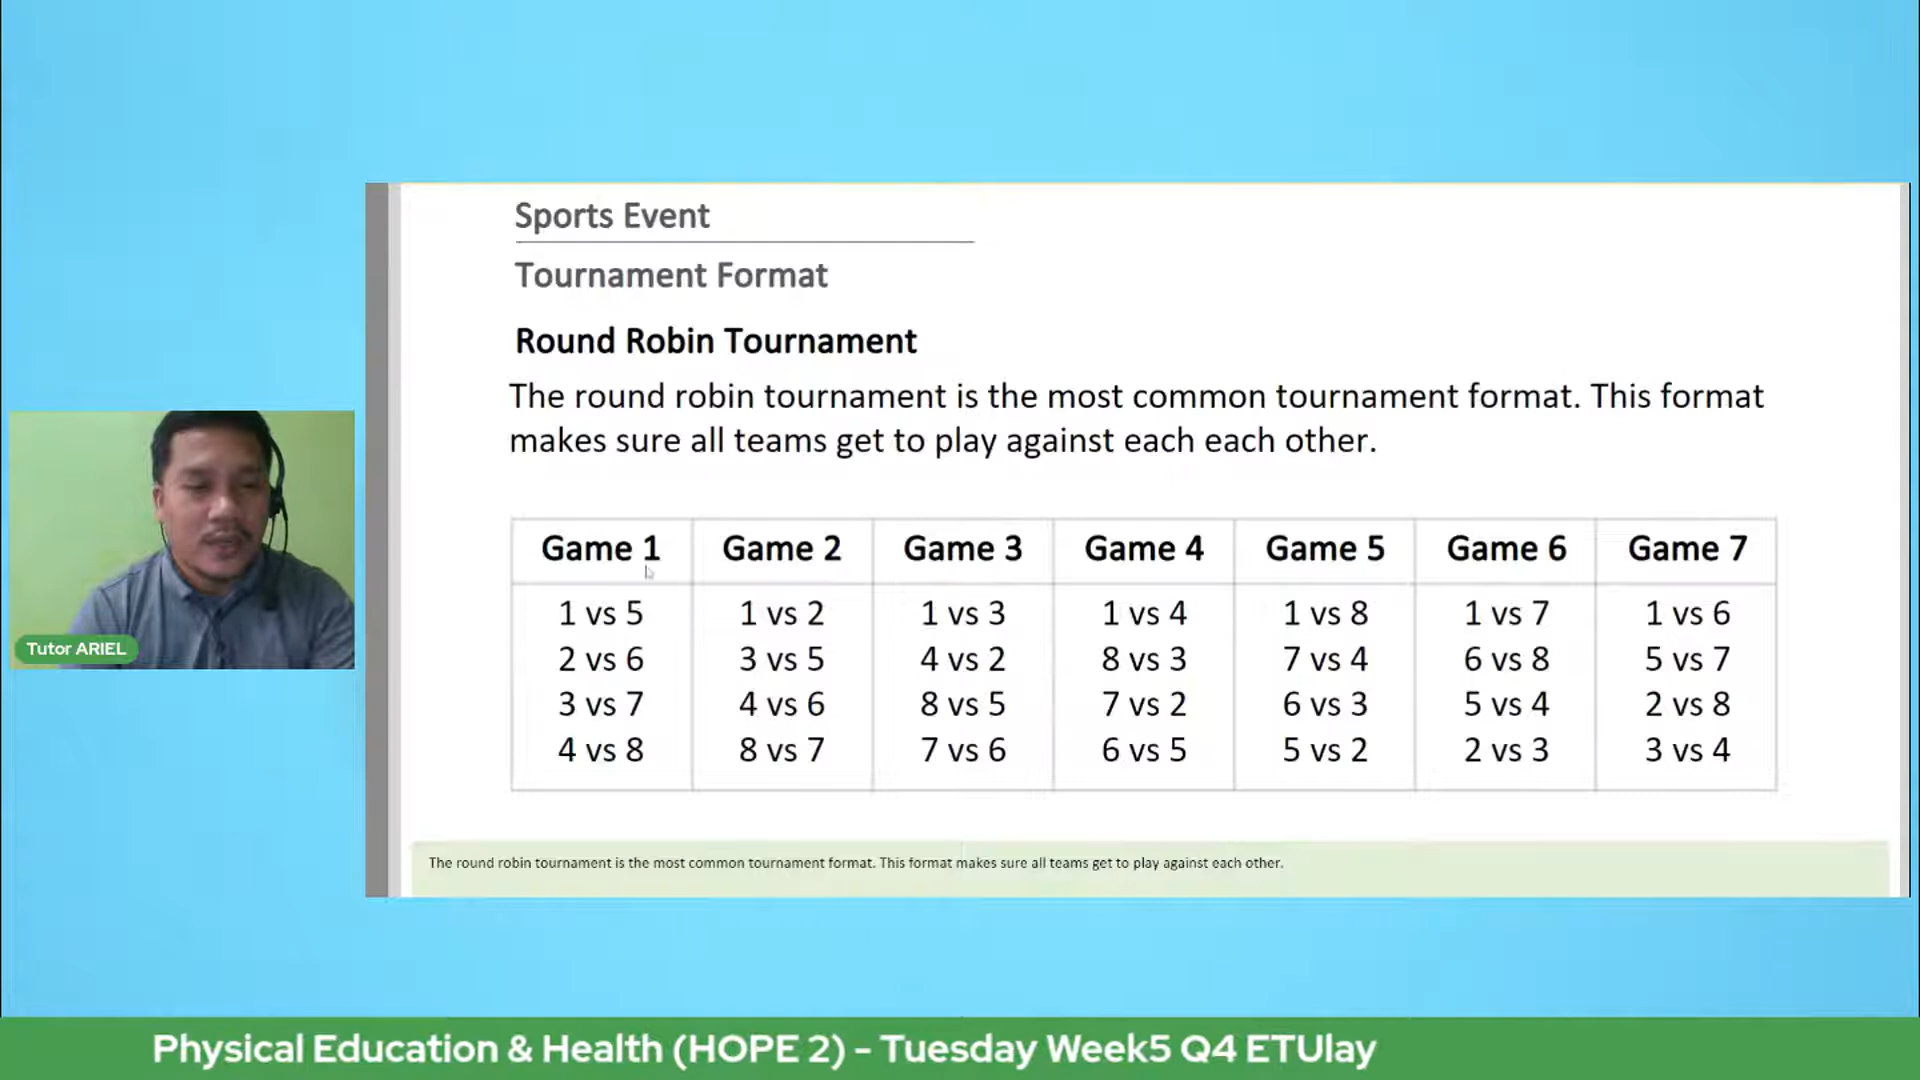 Sports Event
Tournament Format
Round Robin Tournament
The round robin tournament is the most common tournament format. This format
makes sure all teams get to play against each each other.
Game 1 Game 2 Game 3 Game 4 Game 5 Game 6 Game 7
1 vs 5 1 vs 2 1 vs 3 1 vs 4 1 vs 8 1 vs 7 1 vs 6
2 vs 6 3 vs 5 4 vs 2 8 vs 3 7 vs 4 6 vs 8 5 vs 7
3 vs 7 4 vs 6 8 vs 5 7 vs 2 6 vs 3 5 vs 4 2 vs 8
4 vs 8 8 vs 7 7 vs 6 6 vs 5 5 vs 2 2 vs 3 3 vs 4
Tutor ARIEL
The round robin tournament is the most common tournament format. This format makes sure all teams get to play against each other.
Physical Education & Health (HOPE 2) - Tuesday Week5 Q4 ETUlay